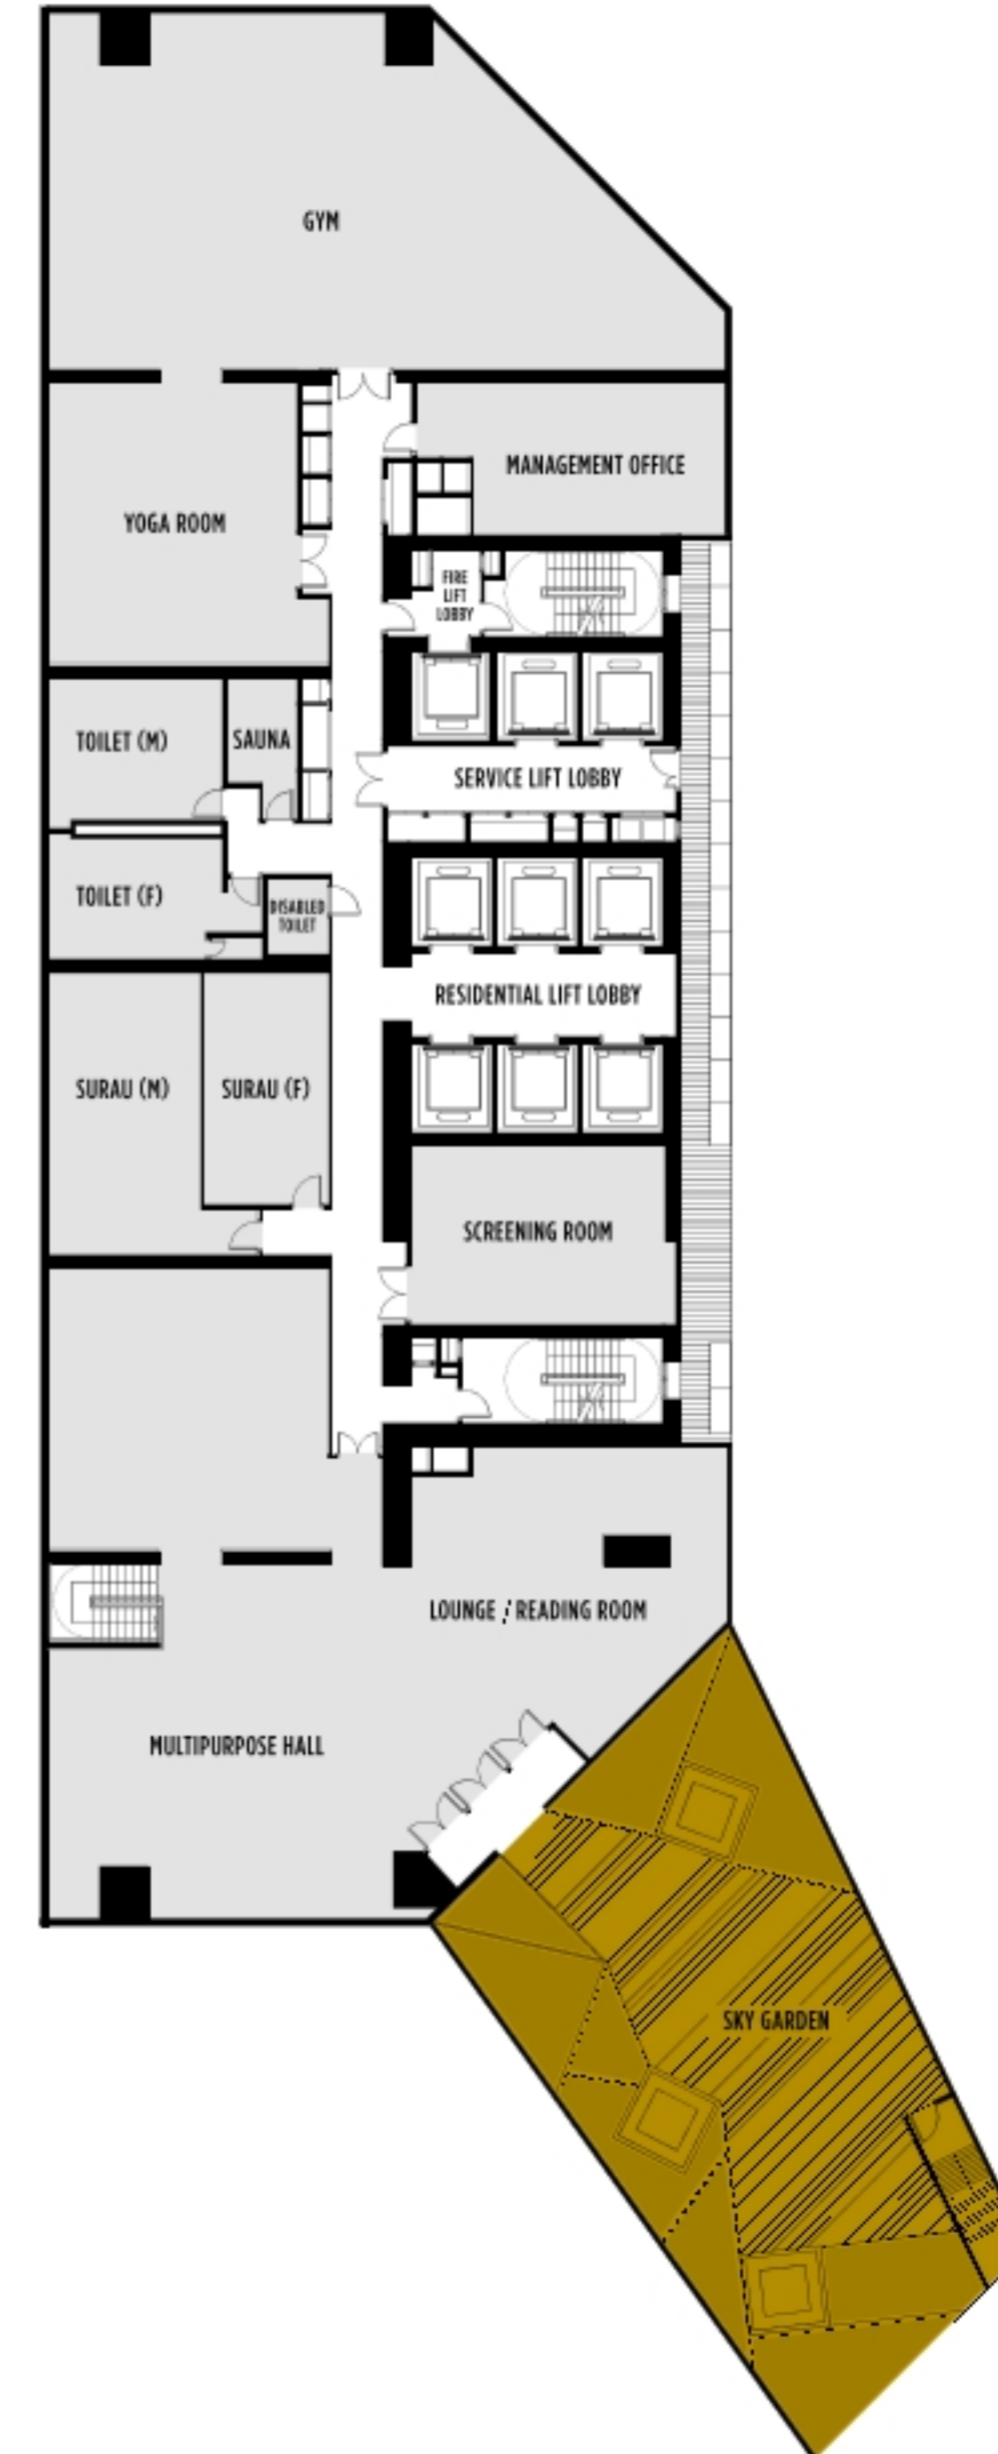 GYM
MANAGEMENT OFFICE
YOGA ROOM
FIRE
LIFT
LOBBY
TOILET (M)
SAUNA
SERVICE LIFT LOBBY
TOILET (F)
DISABLED
TOILET
RESIDENTIAL LIFT LOBBY
SURAU (M)
SURAU (F)
SCREENING ROOM
LOUNGE / READING ROOM
MULTIPURPOSE HALL
SKY GARDEN